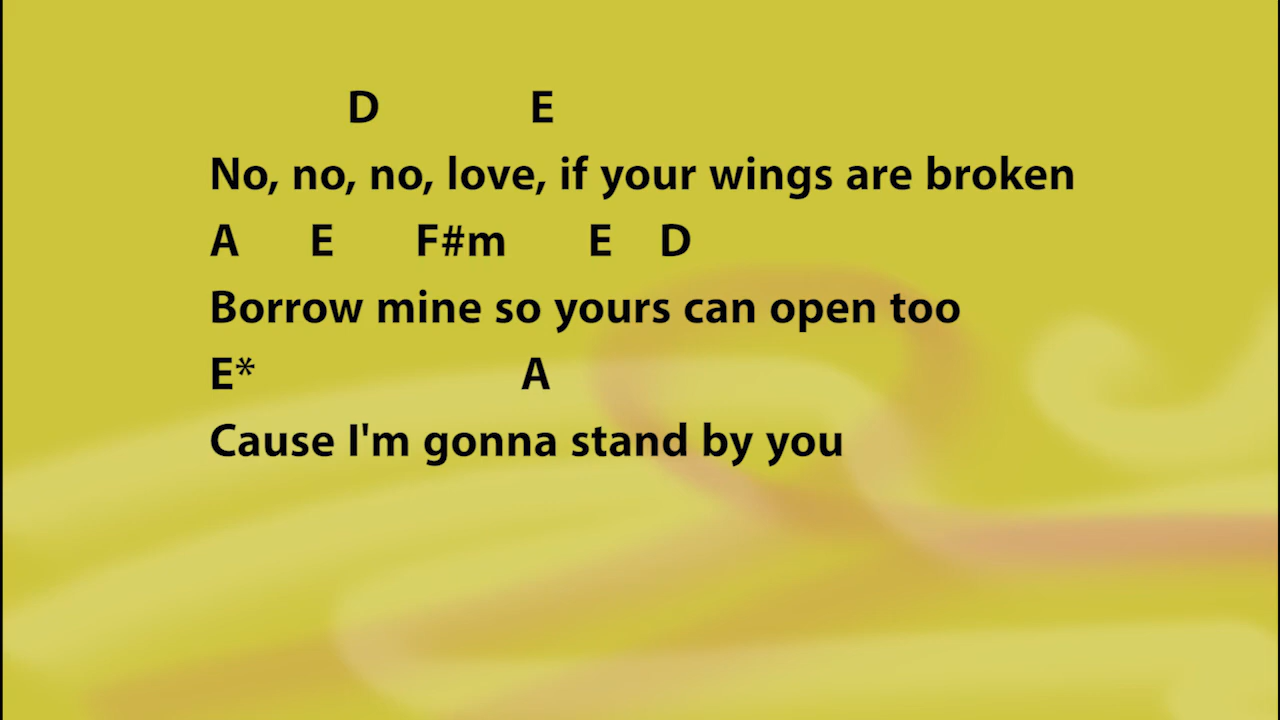 D E
No, no, no, love, if your wings are broken
A E F#m E D
Borrow mine so yours can open too
E* A
Cause I'm gonna stand by you